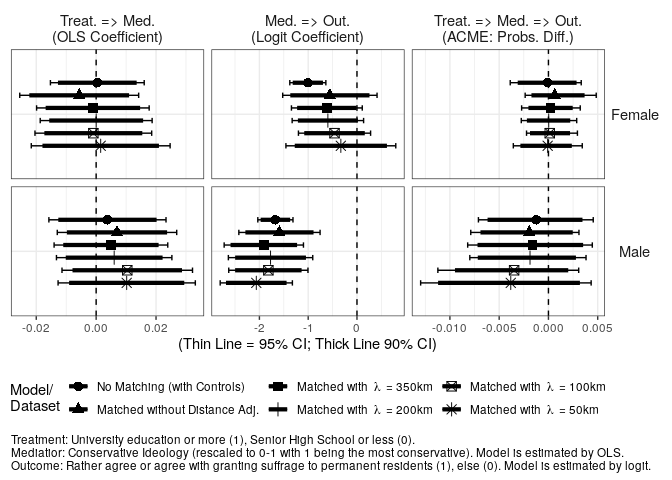 Treat. => Med.
(OLS Coefficient)
Med. => Out.
(Logit Coefficient)
Treat. => Med. => Out.
(ACME: Probs. Diff.)
Female
Male
-0.02 0.00 0.02
-2 -1 0
-0.010 -0.005 0.000 0.005
(Thin Line = 95% CI; Thick Line 90% CI)
Model/
Dataset
No Matching (with Controls)
Matched without Distance Adj.
Matched with λ = 350km
Matched with λ = 200km
Matched with λ = 100km
Matched with λ = 50km
Treatment: University education or more (1), Senior High School or less (0).
Mediatior: Conservative Ideology (rescaled to 0-1 with 1 being the most conservative). Model is estimated by OLS.
Outcome: Rather agree or agree with granting suffrage to permanent residents (1), else (0). Model is estimated by logit.